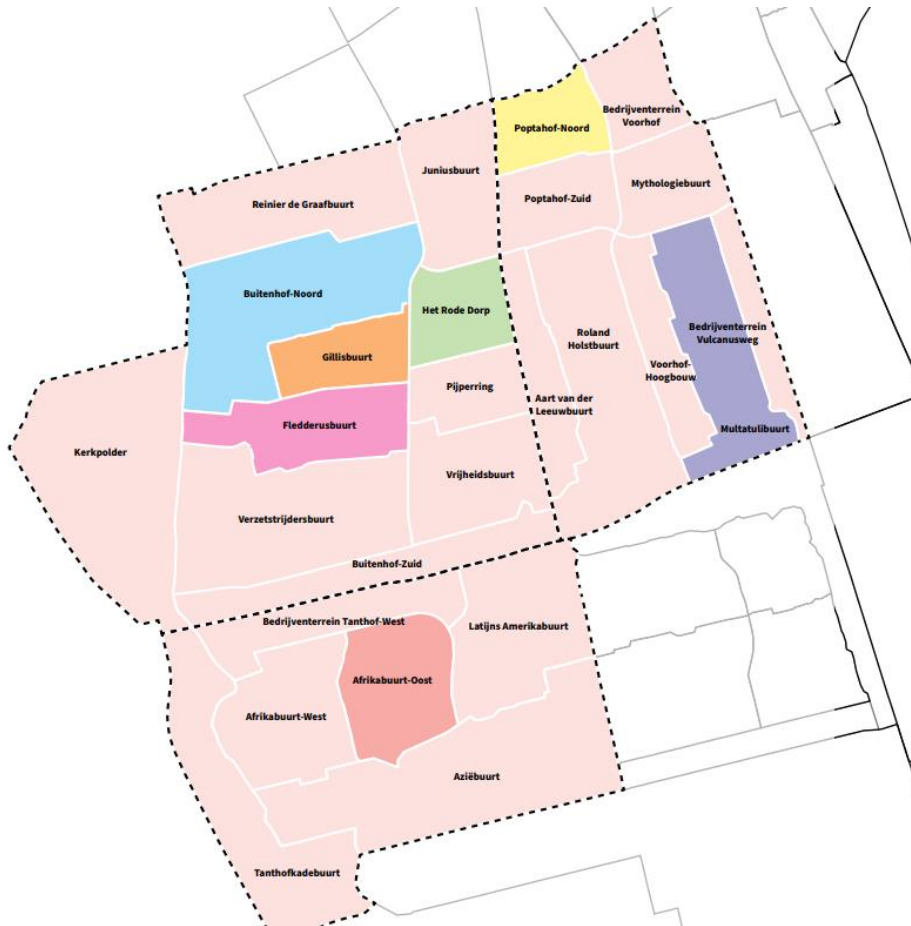 Bedrijventerrein
Voorhof
Poptahof-Noord
Juniusbuurt
Mythologiebuurt
Poptahof-Zuid
Reinier de Graafbuurt
Buitenhof-Noord
Het Rode Dorp
Bedrijventerrein
Vulcanusweg
Roland
Holstbuurt
Gillisbuurt
Voorhof-
Hoogbouw
Pijperring
Aart van der
Leeuwbuurt
Fledderusbuurt
Multatulibuurt
Kerkpolder
Vrijheidsbuurt
Verzetstrijdersbuurt
Buitenhof-Zuid
Bedrijventerrein Tanthof-West
Latijns Amerikabuurt
Afrikabuurt-Oost
Afrikabuurt-West
Aziëbuurt
Tanthofkadebuurt